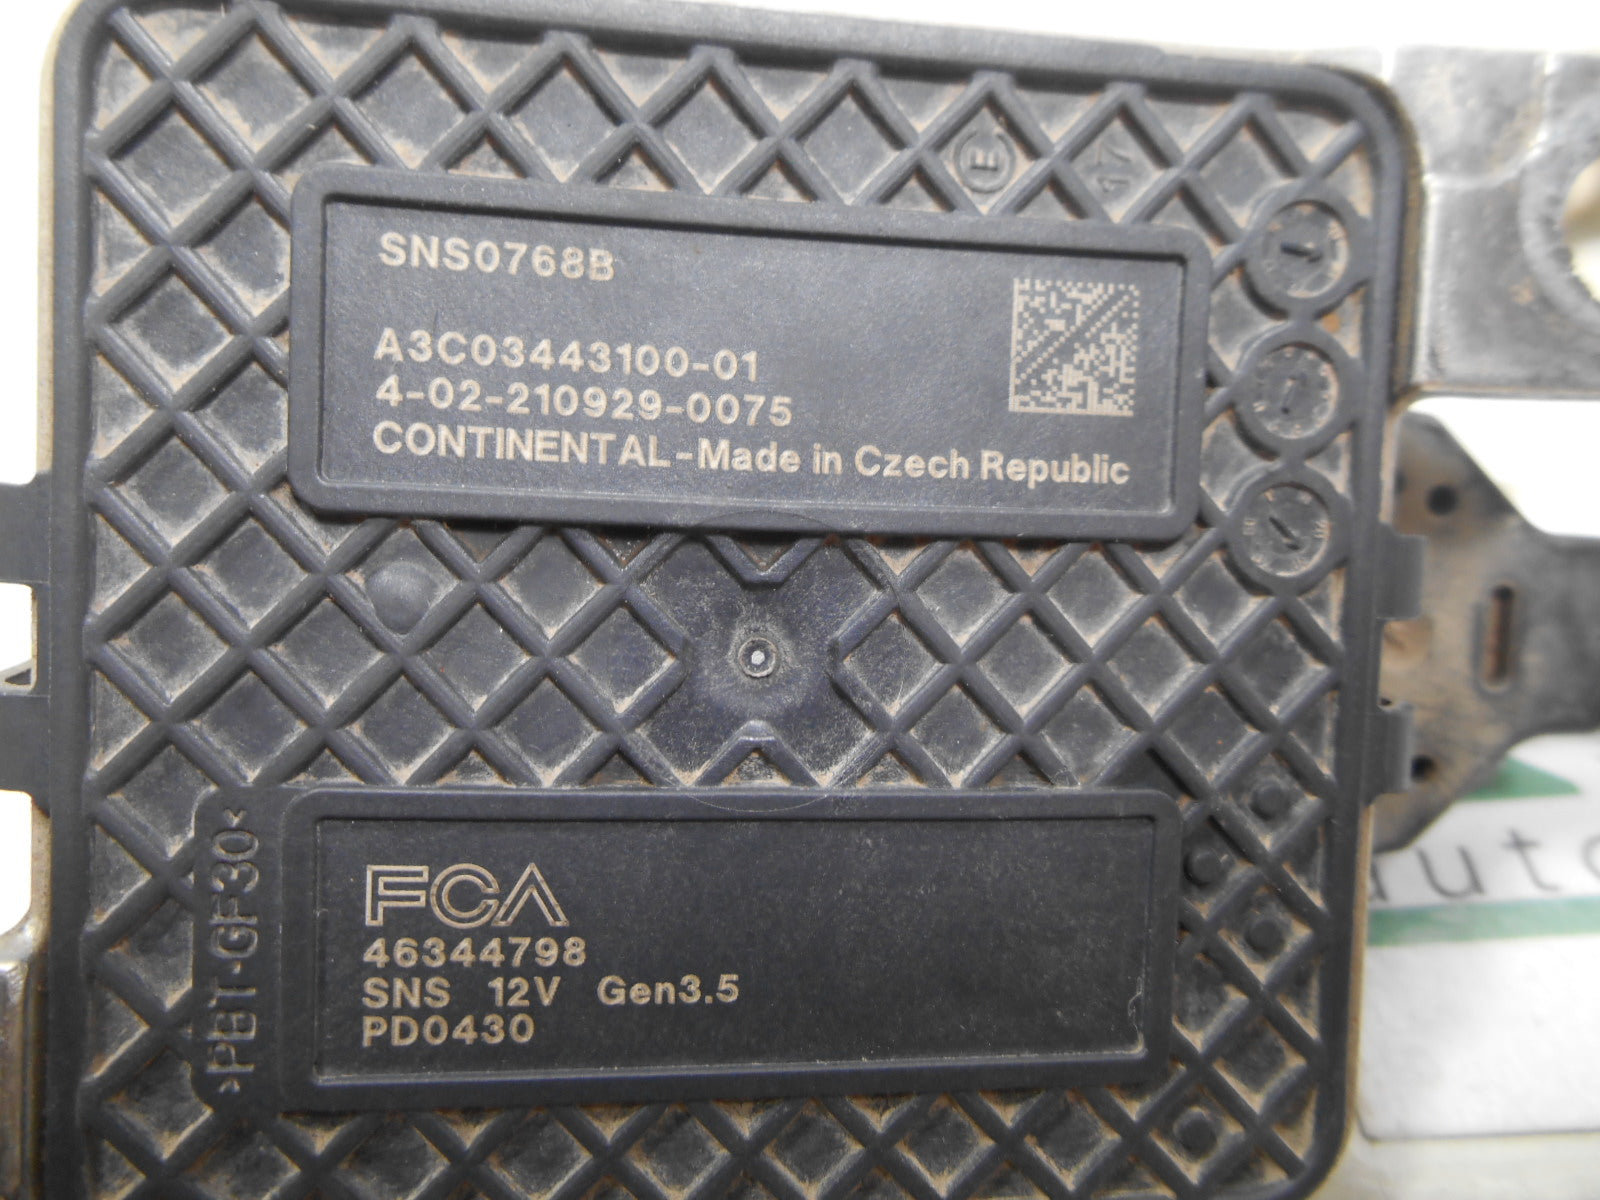 E
17
SNS0768B
A3C03443100-01
4-02-210929-0075
CONTINENTAL-Made in Czech Republic
>PBT-GF30<
FCA
46344798
SNS 12V Gen3.5
PD0430